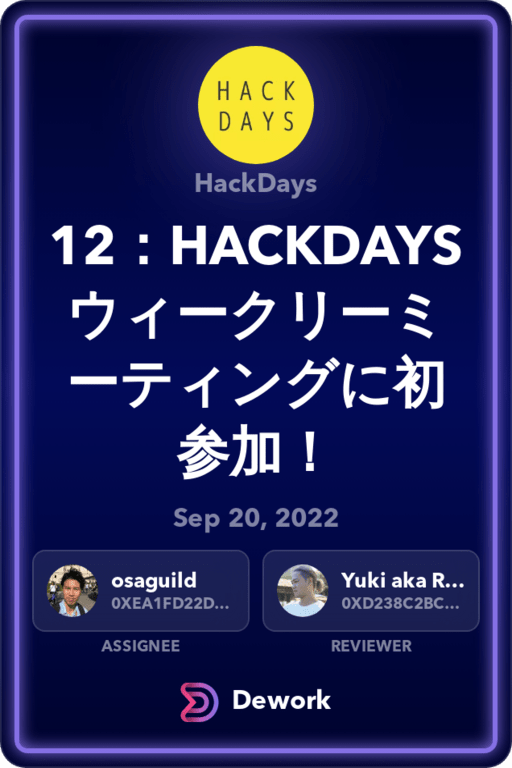 HACK
DAYS
HackDays
12：HACKDAYS
ウィークリーミ
ーティングに初
参加！
Sep 20, 2022
osaguild
0XEA1FD22D...
ASSIGNEE
Yuki aka R...
0XD238C2BC...
REVIEWER
Dework